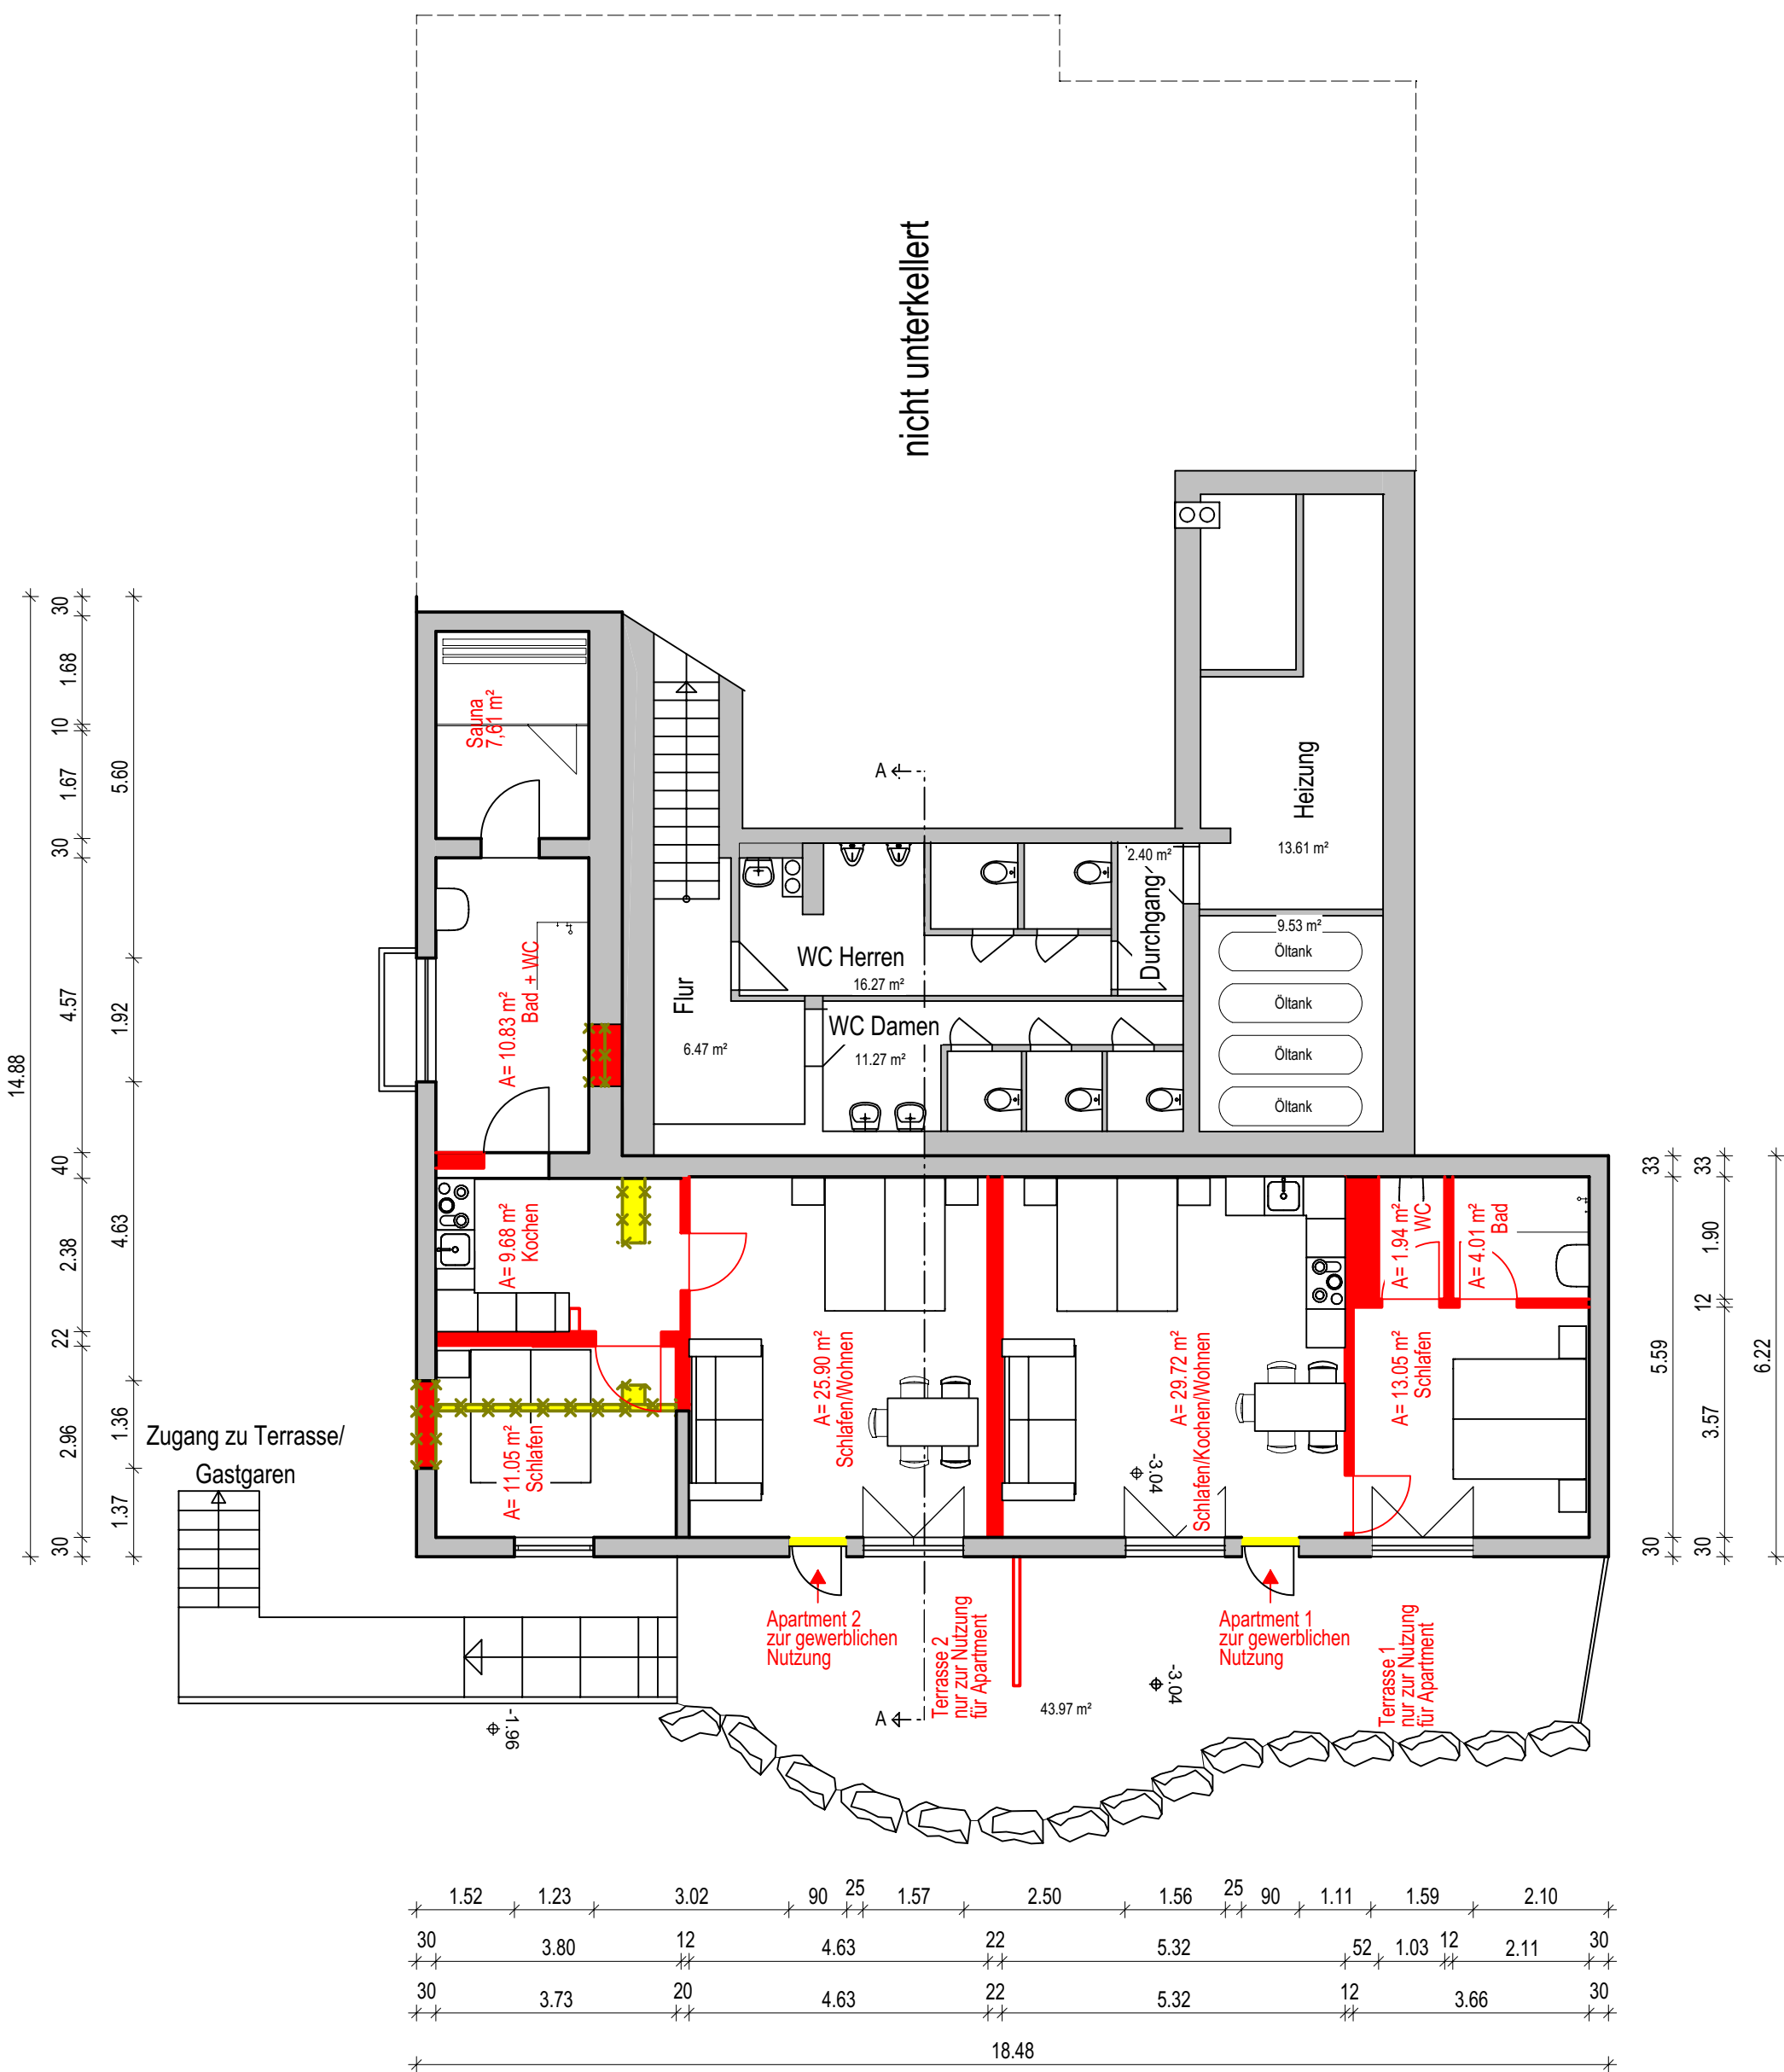 nicht unterkellert
Sauna
7,61 m²
A
Heizung
13.61 m²
2.40 m²
Durchgang
9.53 m²
Öltank
Öltank
Öltank
Öltank
WC Herren
16.27 m²
Flur
6.47 m²
WC Damen
11.27 m²
A= 10.83 m²
Bad + WC
A= 9.68 m²
Kochen
A= 11.05 m²
Schlafen
A= 25.90 m²
Schlafen/Wohnen
A= 29.72 m²
Schlafen/Kochen/Wohnen
A= 1.94 m²
WC
A= 4.01 m²
Bad
A= 13.05 m²
Schlafen
-3.04
Zugang zu Terrasse/
Gastgaren
Apartment 2
zur gewerblichen
Nutzung
Terrasse 2
nur zur Nutzung
für Apartment
Apartment 1
zur gewerblichen
Nutzung
Terrasse 1
nur zur Nutzung
für Apartment
-3.04
43.97 m²
A
-1.96
14.88
30
1.68
10
1.67
30
4.57
40
2.38
22
2.96
30
5.60
1.92
4.63
1.36
1.37
33
5.59
30
33
1.90
12
3.57
30
6.22
1.52 1.23 3.02 90 25 1.57 2.50 1.56 25 90 1.11 1.59 2.10
30 3.80 12 4.63 22 5.32 52 1.03 12 2.11 30
30 3.73 20 4.63 22 5.32 12 3.66 30
18.48